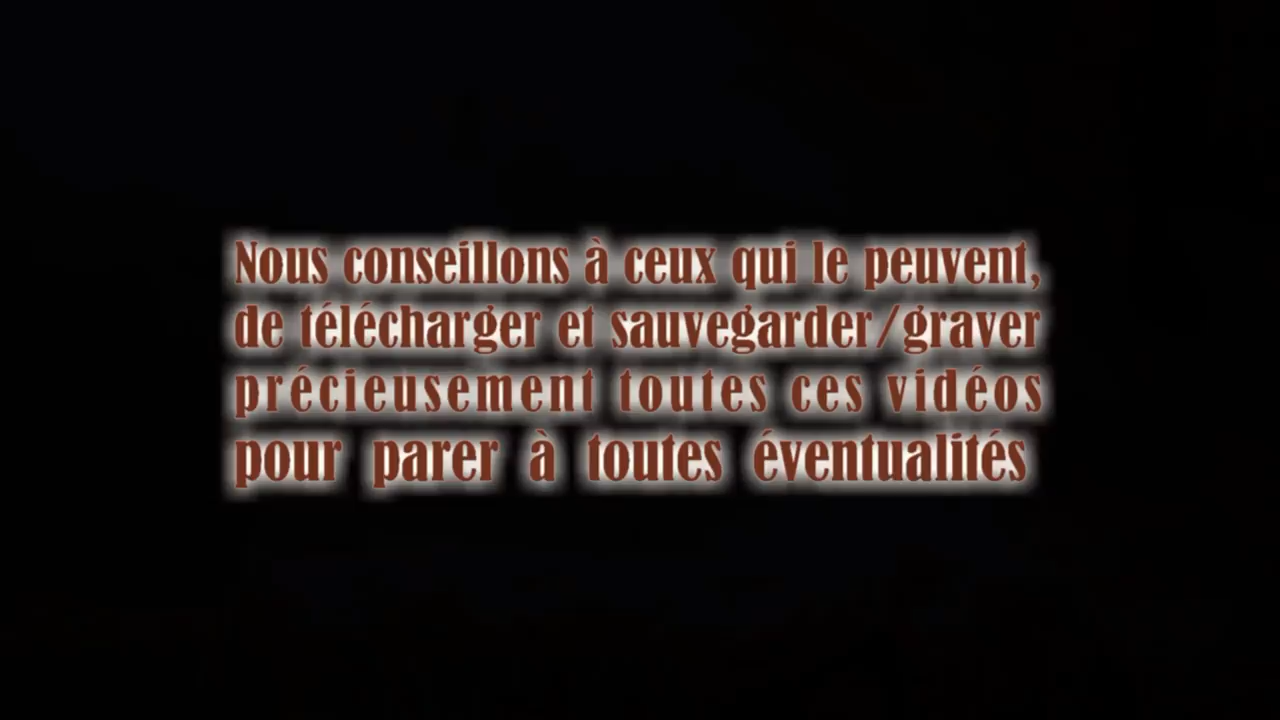 Nous conseillons à ceux qui le peuvent,
de télécharger et sauvegarder/graver
précieusement toutes ces vidéos
pour parer à toutes éventualités